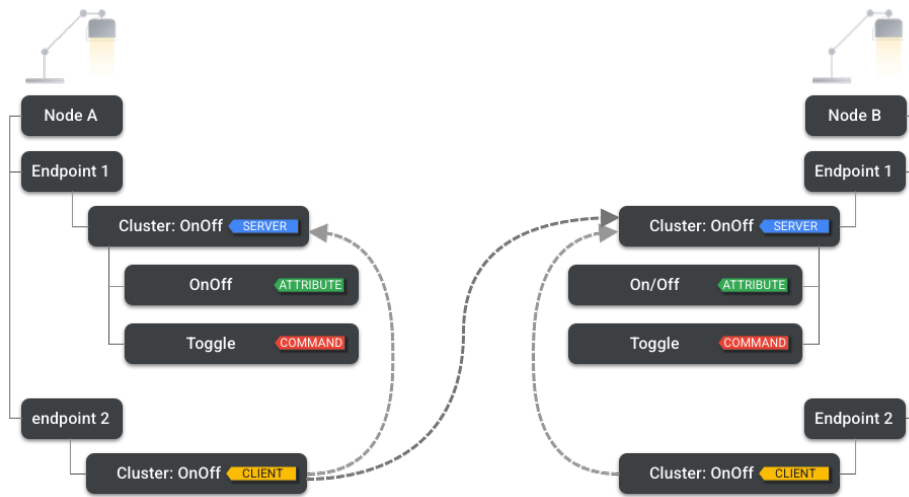 Node A
Endpoint 1
Cluster: OnOff SERVER
OnOff ATTRIBUTE
Toggle COMMAND
endpoint 2
Cluster: OnOff CLIENT
Node B
Endpoint 1
Cluster: OnOff SERVER
On/Off ATTRIBUTE
Toggle COMMAND
Endpoint 2
Cluster: OnOff CLIENT